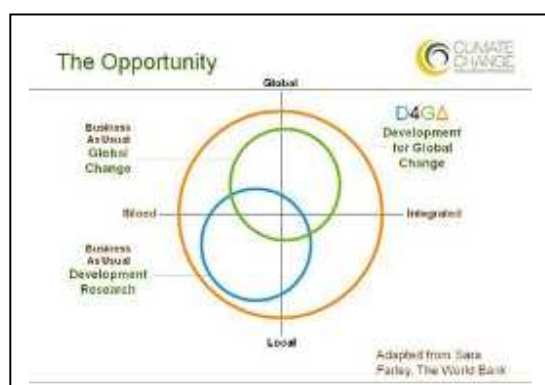 The Opportunity
CLIMATE
CHANGE
Global
Business
As Usual
Global
Change
D4GΔ
Development
for Global
Change
Siloed
Integrated
Business
As Usual
Development
Research
Local
Adapted from Sara
Farley, The World Bank